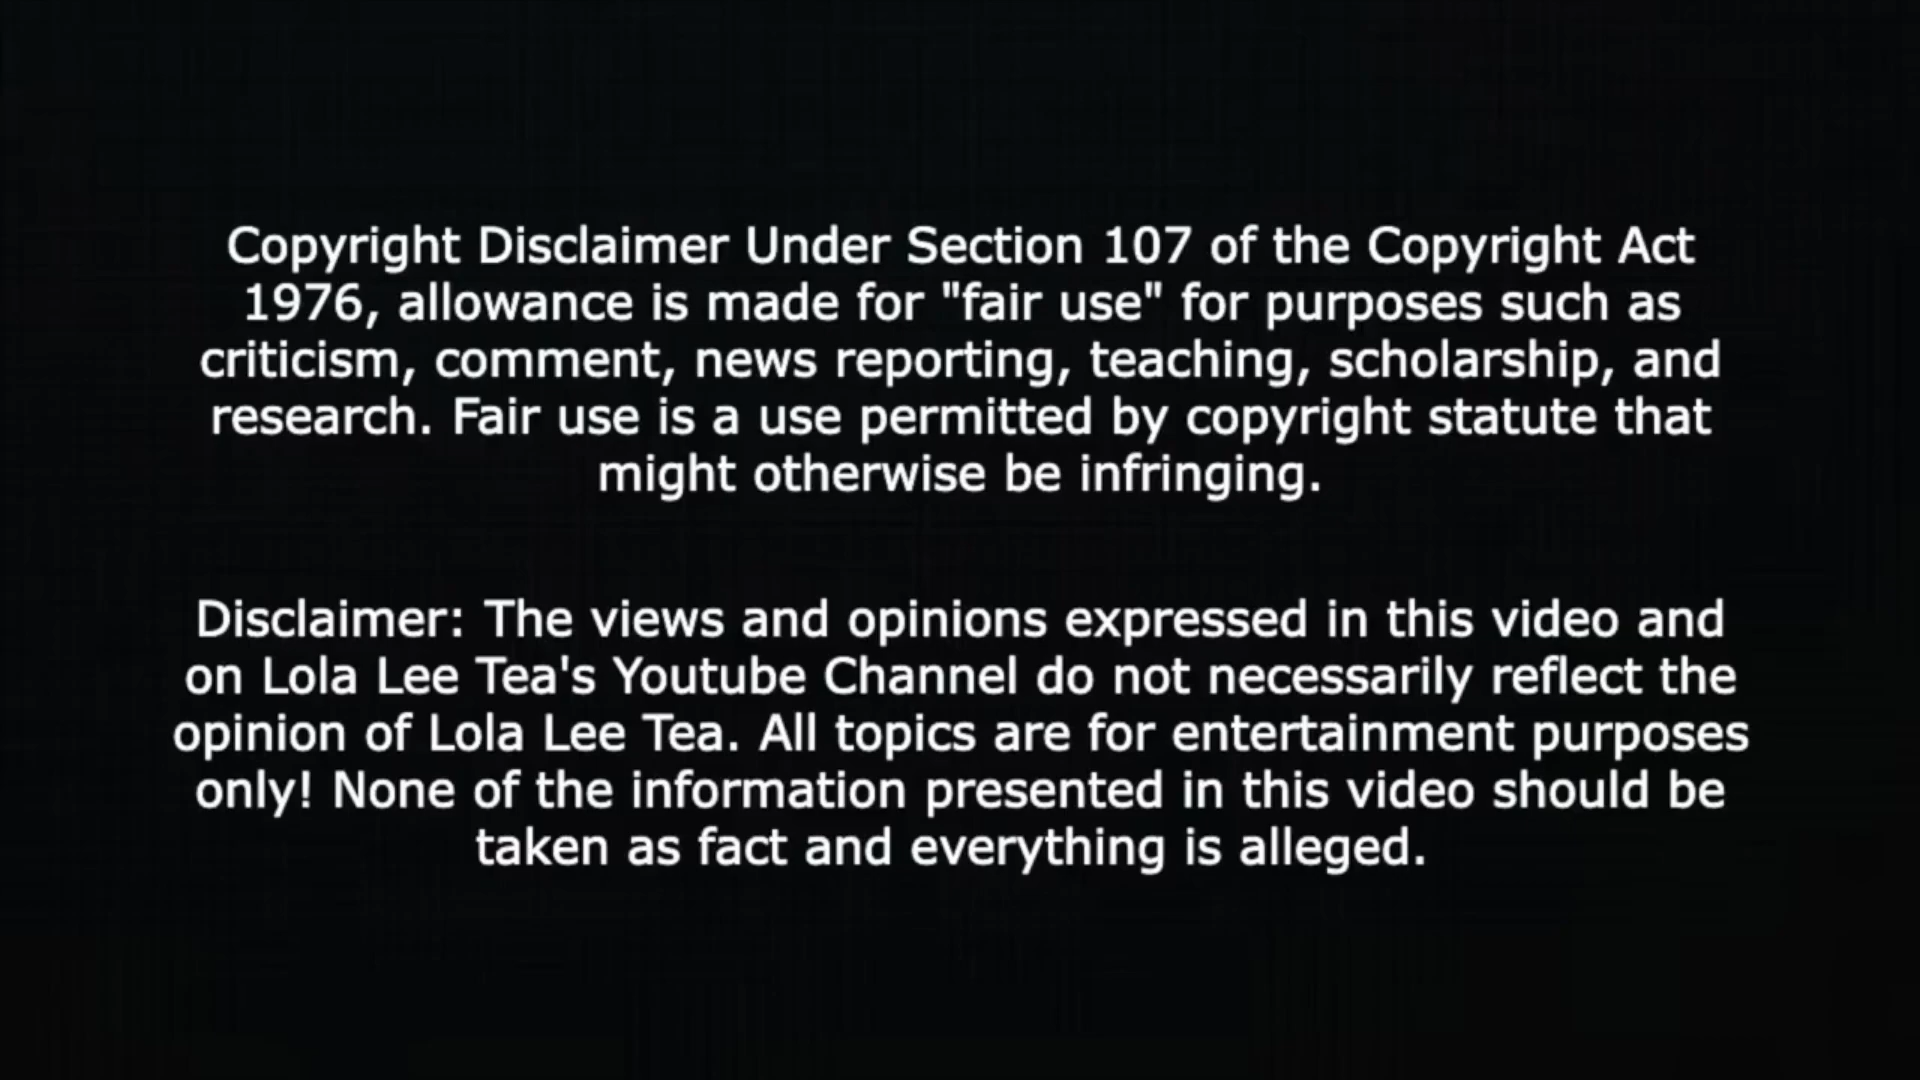 Copyright Disclaimer Under Section 107 of the Copyright Act
1976, allowance is made for "fair use" for purposes such as
criticism, comment, news reporting, teaching, scholarship, and
research. Fair use is a use permitted by copyright statute that
might otherwise be infringing.
Disclaimer: The views and opinions expressed in this video and
on Lola Lee Tea's Youtube Channel do not necessarily reflect the
opinion of Lola Lee Tea. All topics are for entertainment purposes
only! None of the information presented in this video should be
taken as fact and everything is alleged.